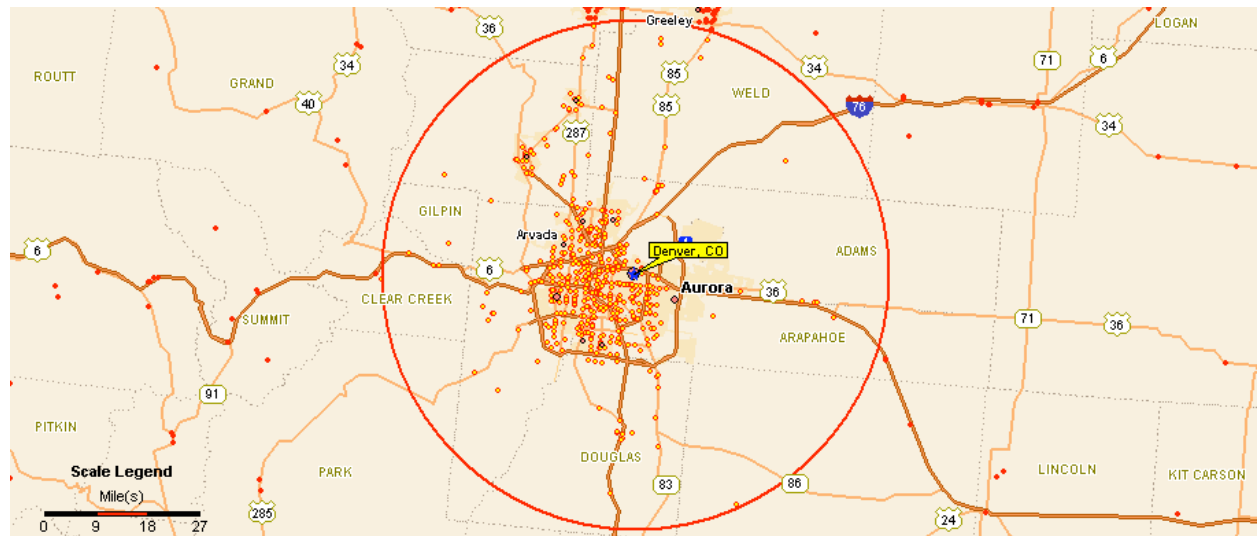 Greeley
LOGAN
36
6
ROUTT
34
GRAND
34
71
85
WELD
40
85
76
287
34
GILPIN
Arvada
6
Denver, CO
ADAMS
6
Aurora
36
CLEAR CREEK
SUMMIT
71
36
ARAPAHOE
91
PITKIN
DOUGLAS
Scale Legend
PARK
LINCOLN
KIT CARSON
Mile(s)
83
86
0 9 18 27
285
24